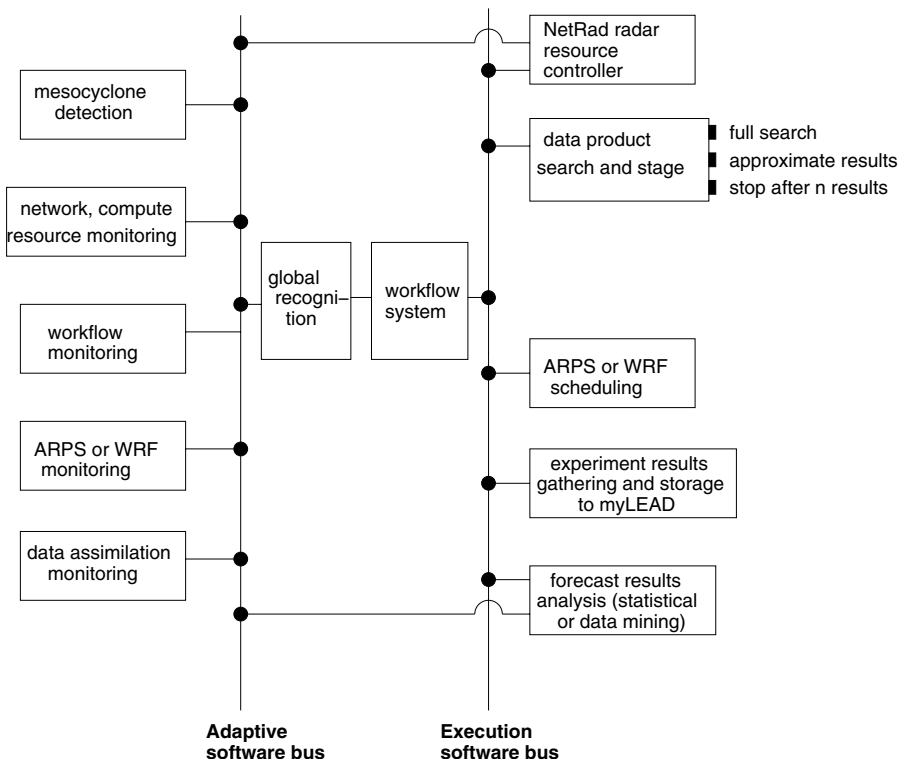 NetRad radar
resource
controller
mesocyclone
detection
data product
search and stage
full search
approximate results
stop after n results
network, compute
resource monitoring
global
recogni–
tion
workflow
system
workflow
monitoring
ARPS or WRF
scheduling
ARPS or WRF
monitoring
experiment results
gathering and storage
to myLEAD
data assimilation
monitoring
forecast results
analysis (statistical
or data mining)
Adaptive
software bus
Execution
software bus